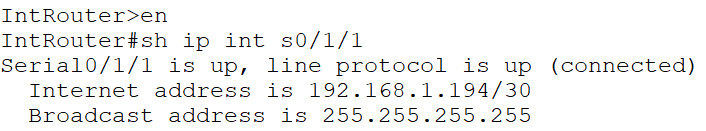 IntRouter>en
IntRouter#sh ip int s0/1/1
Serial0/1/1 is up, line protocol is up (connected)
  Internet address is 192.168.1.194/30
  Broadcast address is 255.255.255.255